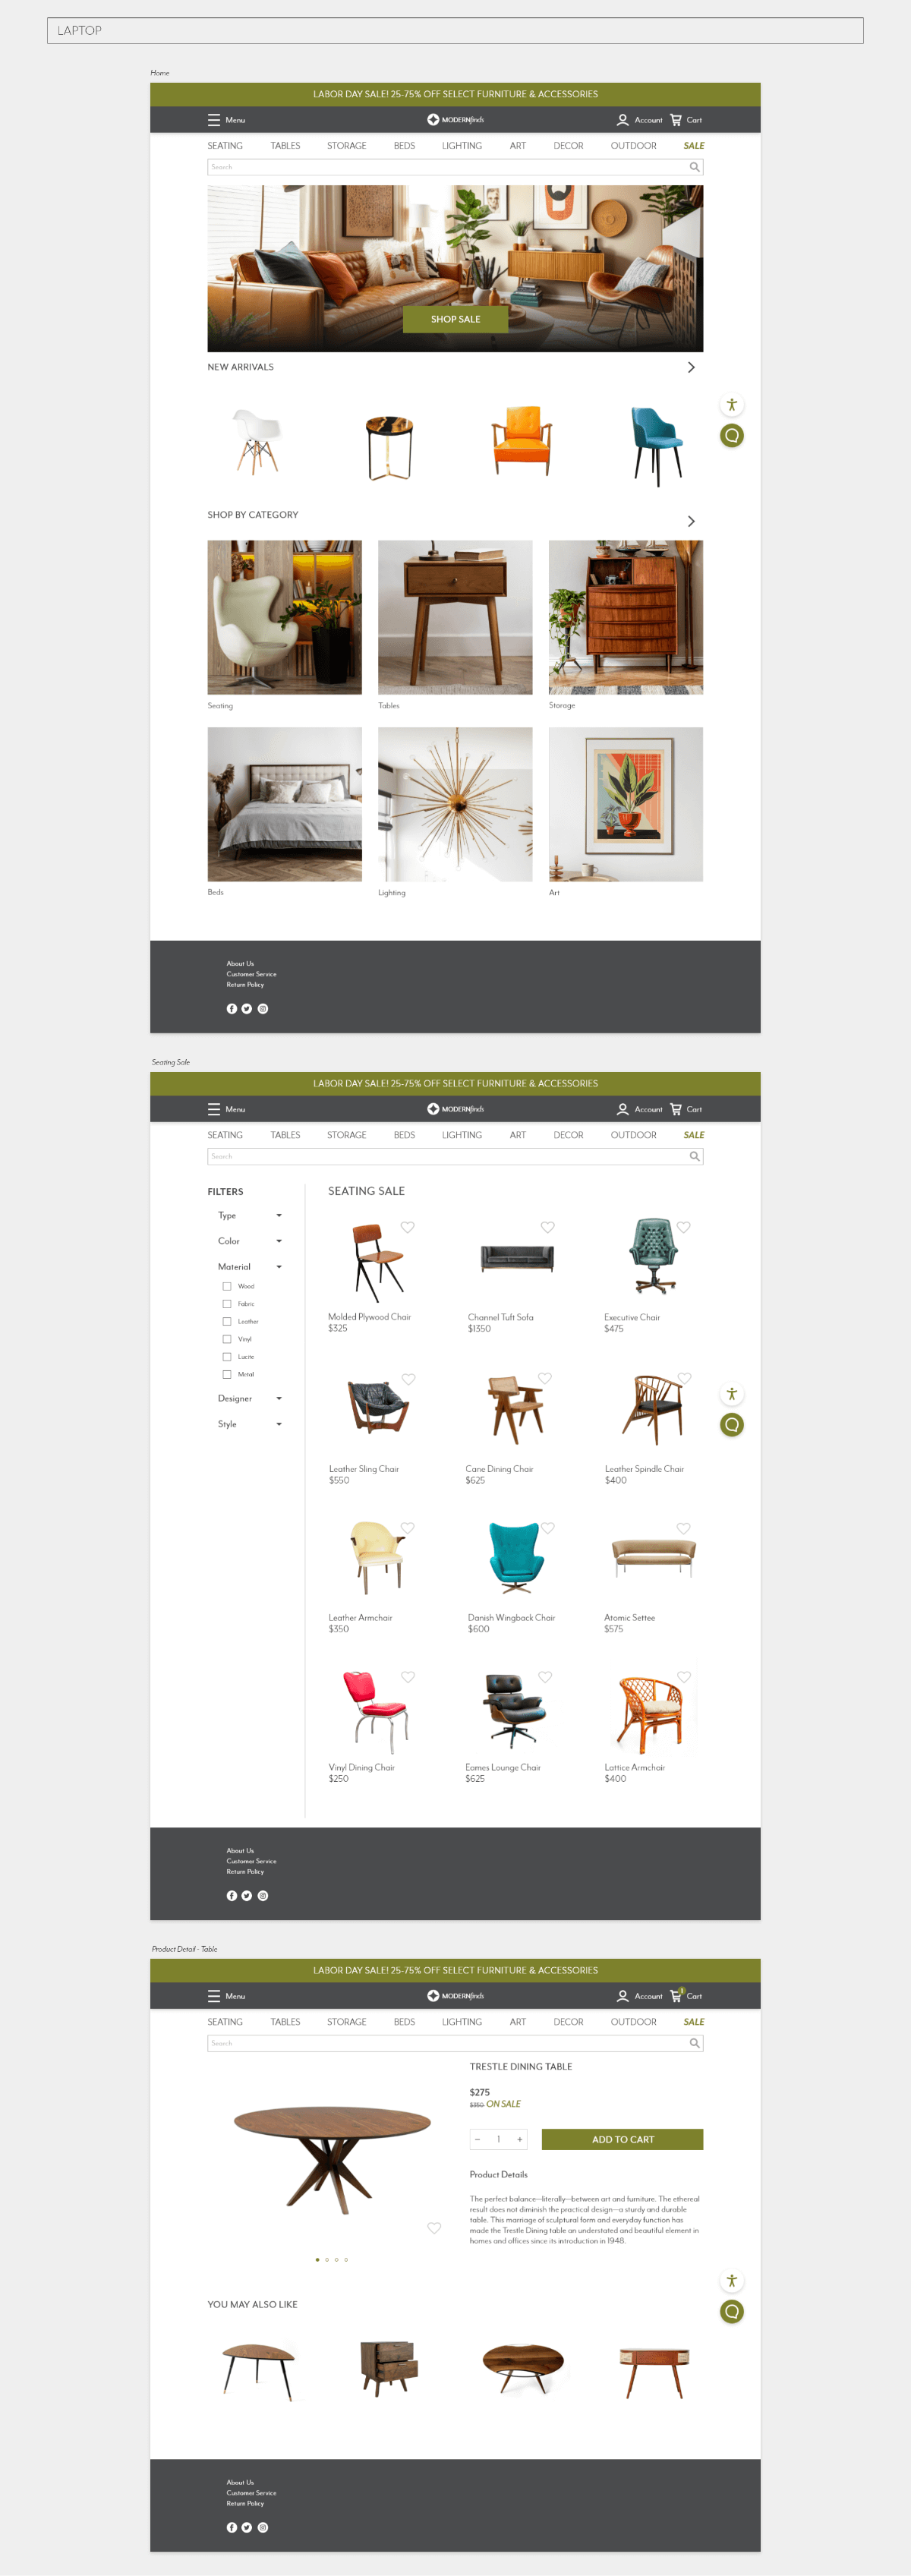 LAPTOP
Home
LABOR DAY SALE! 25-75% OFF SELECT FURNITURE & ACCESSORIES
Menu MODERNfinds Account Cart
SEATING TABLES STORAGE BEDS LIGHTING ART DECOR OUTDOOR SALE
Search
SHOP SALE
NEW ARRIVALS
SHOP BY CATEGORY
Seating Tables Storage
Beds Lighting Art
About Us
Customer Service
Return Policy
Seating Sale
LABOR DAY SALE! 25-75% OFF SELECT FURNITURE & ACCESSORIES
Menu MODERNfinds Account Cart
SEATING TABLES STORAGE BEDS LIGHTING ART DECOR OUTDOOR SALE
Search
FILTERS
Type
Color
Material
Wood
Fabric
Leather
Vinyl
Lucite
Metal
Designer
Style
SEATING SALE
Molded Plywood Chair
$325
Channel Tuft Sofa
$1350
Executive Chair
$475
Leather Sling Chair
$550
Cane Dining Chair
$625
Leather Spindle Chair
$400
Leather Armchair
$350
Danish Wingback Chair
$600
Atomic Settee
$575
Vinyl Dining Chair
$250
Eames Lounge Chair
$625
Lattice Armchair
$400
About Us
Customer Service
Return Policy
Product Detail - Table
LABOR DAY SALE! 25-75% OFF SELECT FURNITURE & ACCESSORIES
Menu MODERNfinds Account 1 Cart
SEATING TABLES STORAGE BEDS LIGHTING ART DECOR OUTDOOR SALE
Search
TRESTLE DINING TABLE
$275
$350 ON SALE
− 1 + ADD TO CART
Product Details
The perfect balance—literally—between art and furniture. The ethereal
result does not diminish the practical design—a sturdy and durable
table. This marriage of sculptural form and everyday function has
made the Trestle Dining table an understated and beautiful element in
homes and offices since its introduction in 1948.
YOU MAY ALSO LIKE
About Us
Customer Service
Return Policy